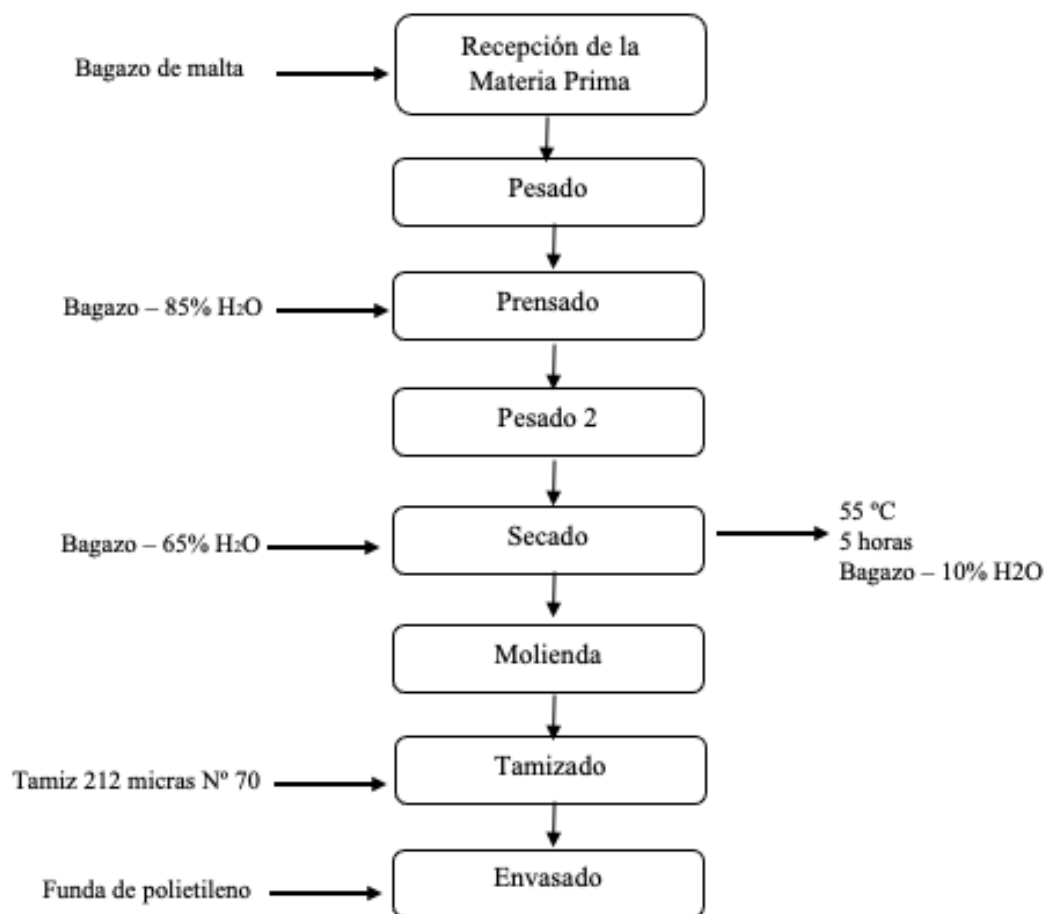 Bagazo de malta
Recepción de la
Materia Prima
Pesado
Bagazo – 85% H₂O
Prensado
Pesado 2
Bagazo – 65% H₂O
Secado
55 ºC
5 horas
Bagazo – 10% H2O
Molienda
Tamiz 212 micras Nº 70
Tamizado
Funda de polietileno
Envasado